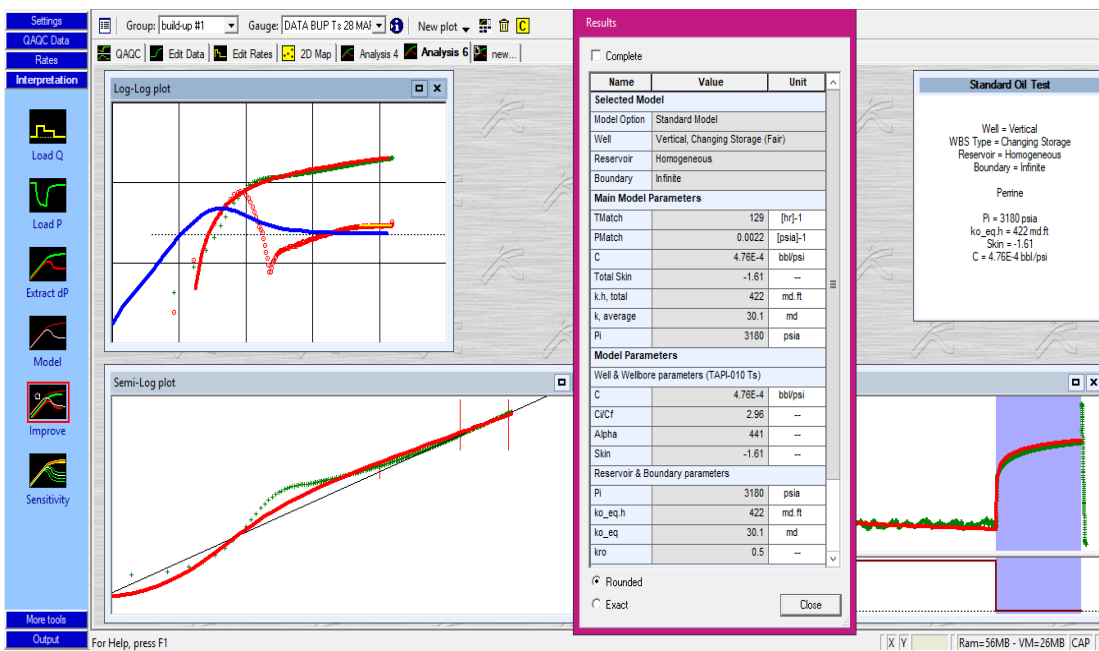 Settings
QAQC Data
Rates
Interpretation
Load Q
Load P
Extract dP
Model
Improve
Sensitivity
More tools
Output
Group: build-up #1 Gauge: DATA BUP Ts 28 MAF New plot C
QAQC Edit Data Edit Rates 2D Map Analysis 4 Analysis 6 new...
Log-Log plot
Semi-Log plot
Results
Complete
Name Value Unit
Selected Model
Model Option Standard Model
Well Vertical, Changing Storage (Fair)
Reservoir Homogeneous
Boundary Infinite
Main Model Parameters
TMatch 129 [hr]-1
PMatch 0.0022 [psia]-1
C 4.76E-4 bbl/psi
Total Skin -1.61 --
k.h, total 422 md.ft
k, average 30.1 md
Pi 3180 psia
Model Parameters
Well & Wellbore parameters (TAPI-010 Ts)
C 4.76E-4 bbl/psi
Ci/Cf 2.96 --
Alpha 441 --
Skin -1.61 --
Reservoir & Boundary parameters
Pi 3180 psia
ko_eq.h 422 md.ft
ko_eq 30.1 md
kro 0.5 --
Rounded
Exact
Close
Standard Oil Test
Well = Vertical
WBS Type = Changing Storage
Reservoir = Homogeneous
Boundary = Infinite
Perrine
Pi = 3180 psia
ko_eq.h = 422 md.ft
Skin = -1.61
C = 4.76E-4 bbl/psi
For Help, press F1
X Y Ram=56MB - VM=26MB CAP